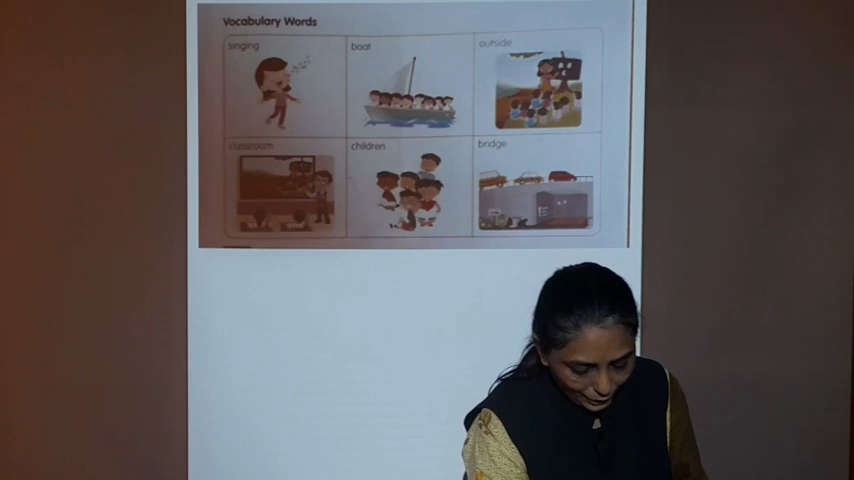 Vocabulary Words
singing
boat
outside
classroom
children
bridge